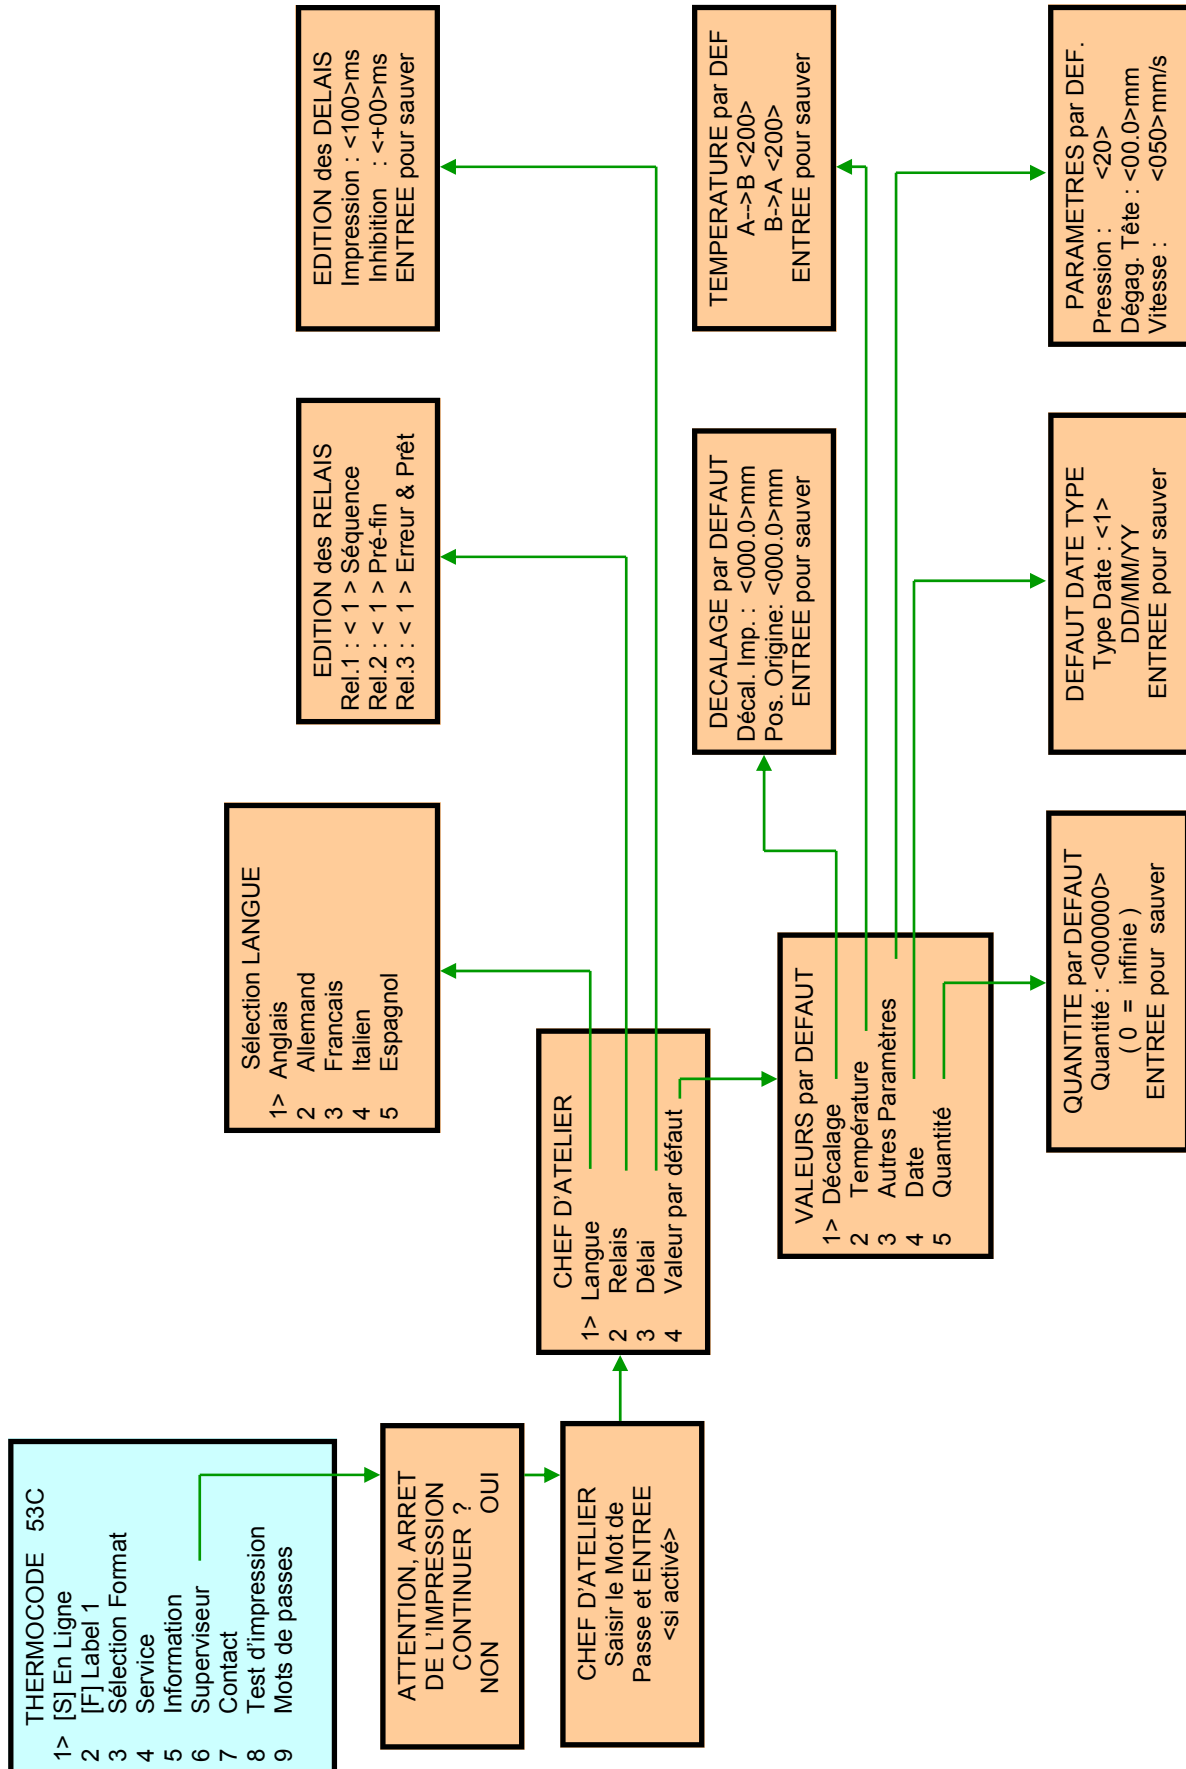 THERMOCODE 53C
1> [S] En Ligne
2 [F] Label 1
3 Sélection Format
4 Service
5 Information
6 Superviseur
7 Contact
8 Test d'impression
9 Mots de passes
ATTENTION, ARRET
DE L'IMPRESSION
CONTINUER ?
NON OUI
CHEF D'ATELIER
Saisir le Mot de
Passe et ENTREE
<si activé>
CHEF D'ATELIER
1> Langue
2 Relais
3 Délai
4 Valeur par défaut
Sélection LANGUE
1> Anglais
2 Allemand
3 Francais
4 Italien
5 Espagnol
EDITION des RELAIS
Rel.1 : < 1 > Séquence
Rel.2 : < 1 > Pré-fin
Rel.3 : < 1 > Erreur & Prêt
EDITION des DELAIS
Impression : <100>ms
Inhibition : <+00>ms
ENTREE pour sauver
VALEURS par DEFAUT
1> Décalage
2 Température
3 Autres Paramètres
4 Date
5 Quantité
DECALAGE par DEFAUT
Décal. Imp. : <000.0>mm
Pos. Origine: <000.0>mm
ENTREE pour sauver
TEMPERATURE par DEF
A-->B <200>
B->A <200>
ENTREE pour sauver
QUANTITE par DEFAUT
Quantité : <000000>
( 0 = infinie )
ENTREE pour sauver
DEFAUT DATE TYPE
Type Date : <1>
DD/MM/YY
ENTREE pour sauver
PARAMETRES par DEF.
Pression : <20>
Dégag. Tête : <00.0>mm
Vitesse : <050>mm/s